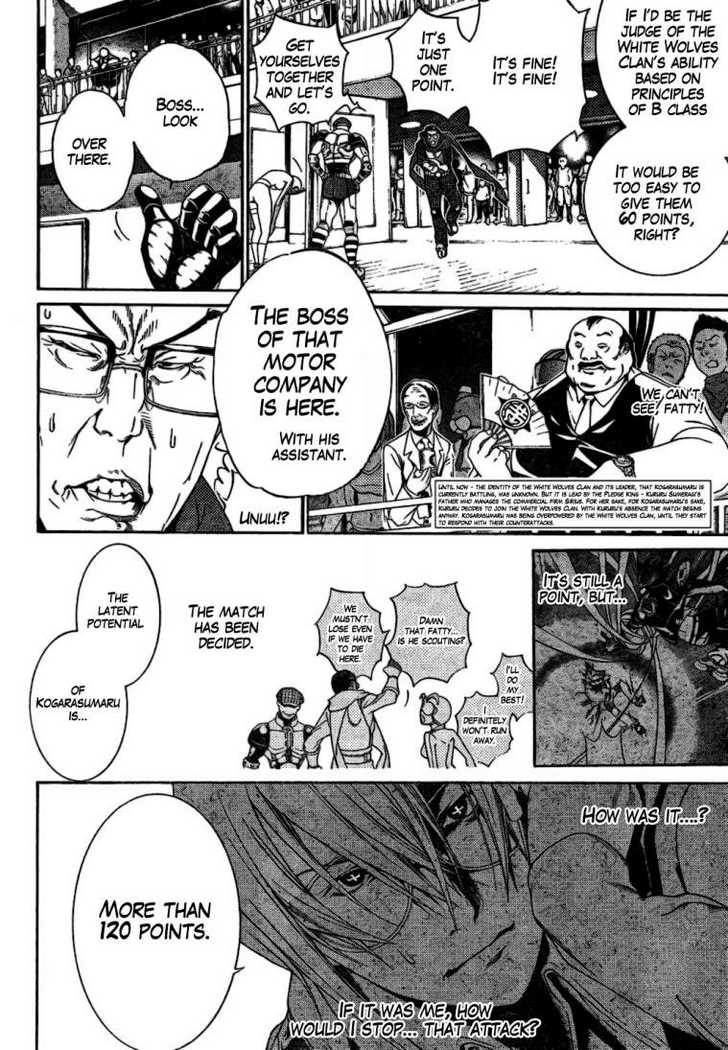 IF I'D BE THE
JUDGE OF THE
WHITE WOLVES
CLAN'S ABILITY
BASED ON
PRINCIPLES
OF B CLASS
IT WOULD BE
TOO EASY TO
GIVE THEM
60 POINTS,
RIGHT?
IT'S FINE!
IT'S FINE!
IT'S
JUST
ONE
POINT.
GET
YOURSELVES
TOGETHER
AND LET'S
GO.
BOSS...
LOOK
OVER
THERE.
WE CAN'T
SEE, FATTY!
THE BOSS
OF THAT
MOTOR
COMPANY
IS HERE.
WITH HIS
ASSISTANT.
UNUU!?
UNTIL NOW - THE IDENTITY OF THE WHITE WOLVES CLAN AND ITS LEADER, THAT KOGARASUMARU IS
CURRENTLY BATTLING, WAS UNKNOWN. BUT IT IS LEAD BY THE PLEDGE KING - KURURU SUMERAGI'S
FATHER WHO MANAGES THE COMMERCIAL FIRM SIRIUS. FOR HER SAKE, FOR KOGARASUMARU'S SAKE,
KURURU DECIDES TO JOIN THE WHITE WOLVES CLAN. WITH KURURU'S ABSENCE THE MATCH BEGINS
ANYWAY. KOGARASUMARU WAS BEING OVERPOWERED BY THE WHITE WOLVES CLAN, UNTIL THEY START
TO RESPOND WITH THEIR COUNTERATTACKS.
IT'S STILL A
POINT, BUT...
DAMN
THAT FATTY...
IS HE SCOUTING?
WE
MUSTN'T
LOSE EVEN
IF WE HAVE
TO DIE
HERE.
I'LL
DO MY
BEST!
I
DEFINITELY
WON'T RUN
AWAY.
THE MATCH
HAS BEEN
DECIDED.
THE
LATENT
POTENTIAL
OF
KOGARASUMARU
IS...
HOW WAS IT....?
MORE THAN
120 POINTS.
IF IT WAS ME, HOW
WOULD I STOP... THAT ATTACK?